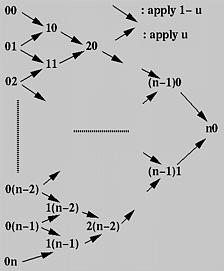 00
: apply 1-u
10
: apply u
01
20
11
02
(n-1)0
n0
(n-1)1
0(n-2)
1(n-2)
0(n-1)
2(n-2)
1(n-1)
0n